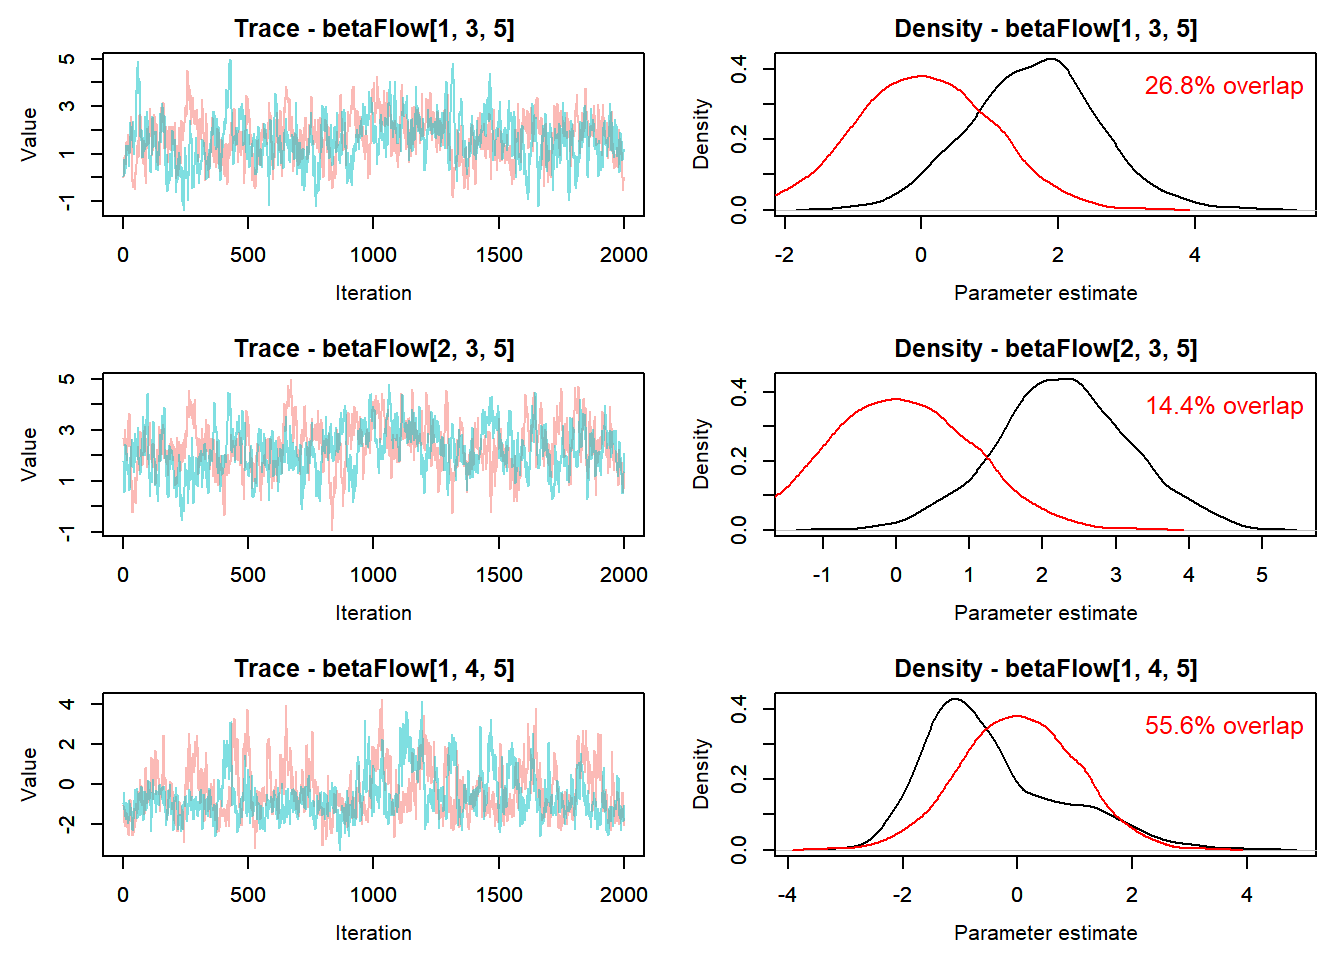 Trace - betaFlow[1, 3, 5]
Value
-1 1 3 5
0 500 1000 1500 2000
Iteration
Density - betaFlow[1, 3, 5]
Density
0.0 0.2 0.4
26.8% overlap
-2 0 2 4
Parameter estimate
Trace - betaFlow[2, 3, 5]
Value
-1 1 3 5
0 500 1000 1500 2000
Iteration
Density - betaFlow[2, 3, 5]
Density
0.0 0.2 0.4
14.4% overlap
-1 0 1 2 3 4 5
Parameter estimate
Trace - betaFlow[1, 4, 5]
Value
-2 0 2 4
0 500 1000 1500 2000
Iteration
Density - betaFlow[1, 4, 5]
Density
0.0 0.2 0.4
55.6% overlap
-4 -2 0 2 4
Parameter estimate